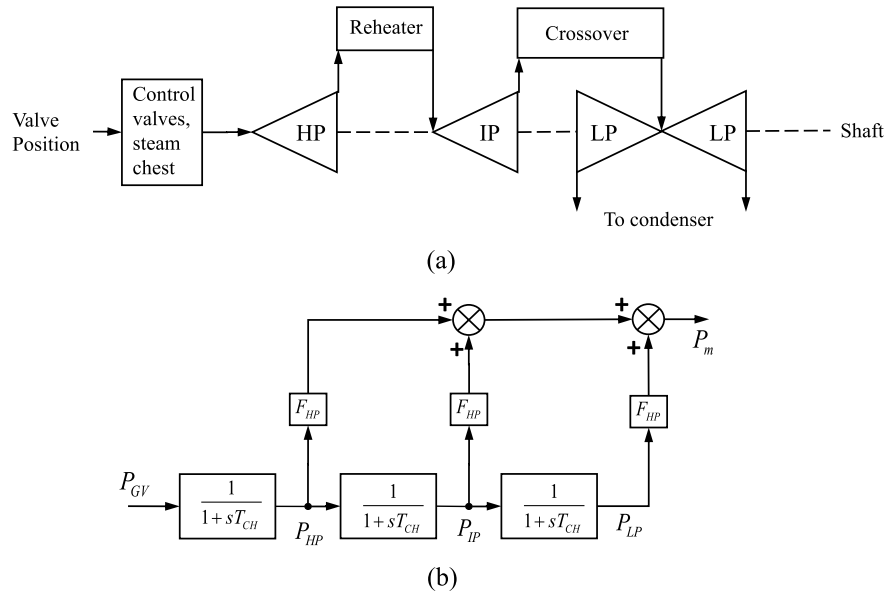 Reheater
Crossover
Control
valves,
steam
chest
Valve
Position
HP
IP
LP
LP
Shaft
To condenser
(a)
+
+
+
+
P_m
F_HP
F_HP
F_HP
P_GV
1
1+sT_CH
P_HP
1
1+sT_CH
P_IP
1
1+sT_CH
P_LP
(b)